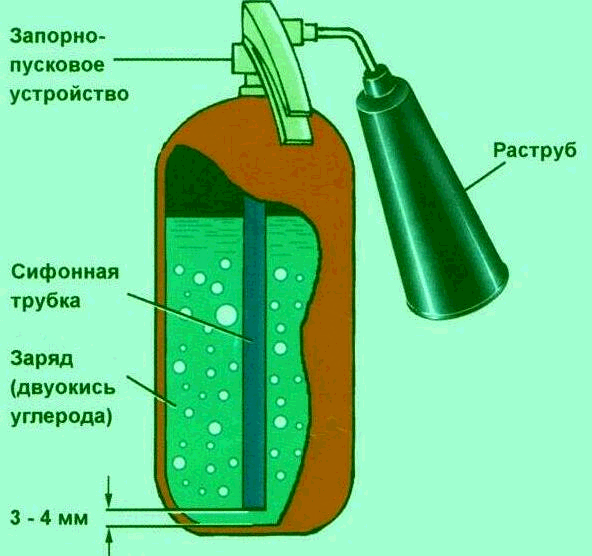 Запорно-
пусковое
устройство
Раструб
Сифонная
трубка
Заряд
(двуокись
углерода)
3 - 4 мм